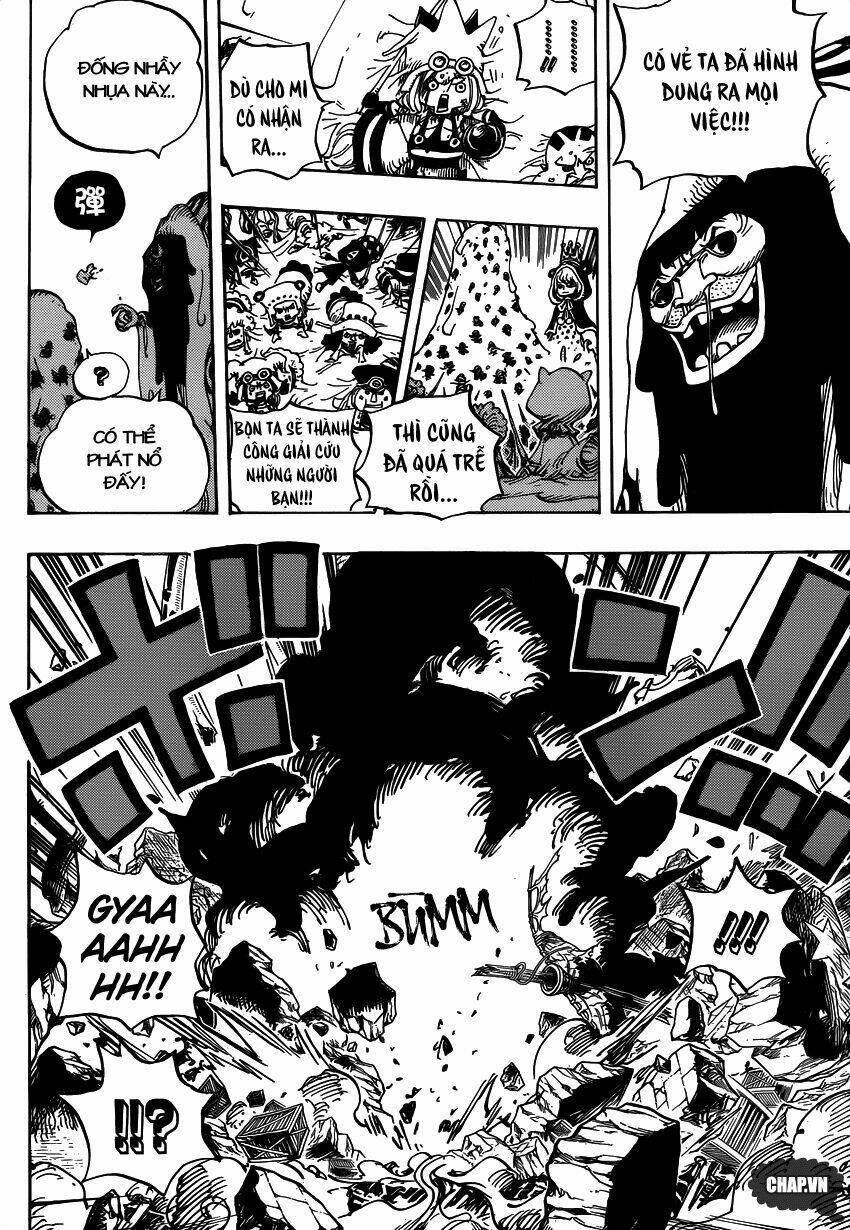 CÓ VẺ TA ĐÃ HÌNH
DUNG RA MỌI
VIỆC!!!
!!!
!!!
DÙ CHO MI
CÓ NHẬN
RA...
THÌ CŨNG
ĐÃ QUÁ TRỄ
RỒI...
BỌN TA SẼ THÀNH
CÔNG GIẢI CỨU
NHỮNG NGƯỜI
BẠN!!!
ĐỐNG NHẦY
NHỤA NÀY...
彈
?
CÓ THỂ
PHÁT NỔ
ĐẤY!
BÙMM
GYAA
AAHH
HH!!
!!!
!!?
CHAP.VN